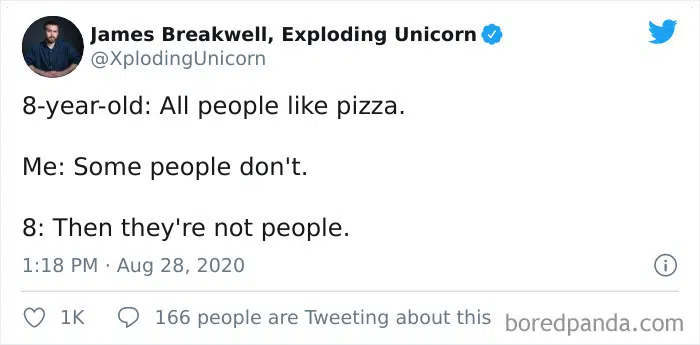 James Breakwell, Exploding Unicorn
@XplodingUnicorn
8-year-old: All people like pizza.
Me: Some people don't.
8: Then they're not people.
1:18 PM · Aug 28, 2020
1K 166 people are Tweeting about this
boredpanda.com